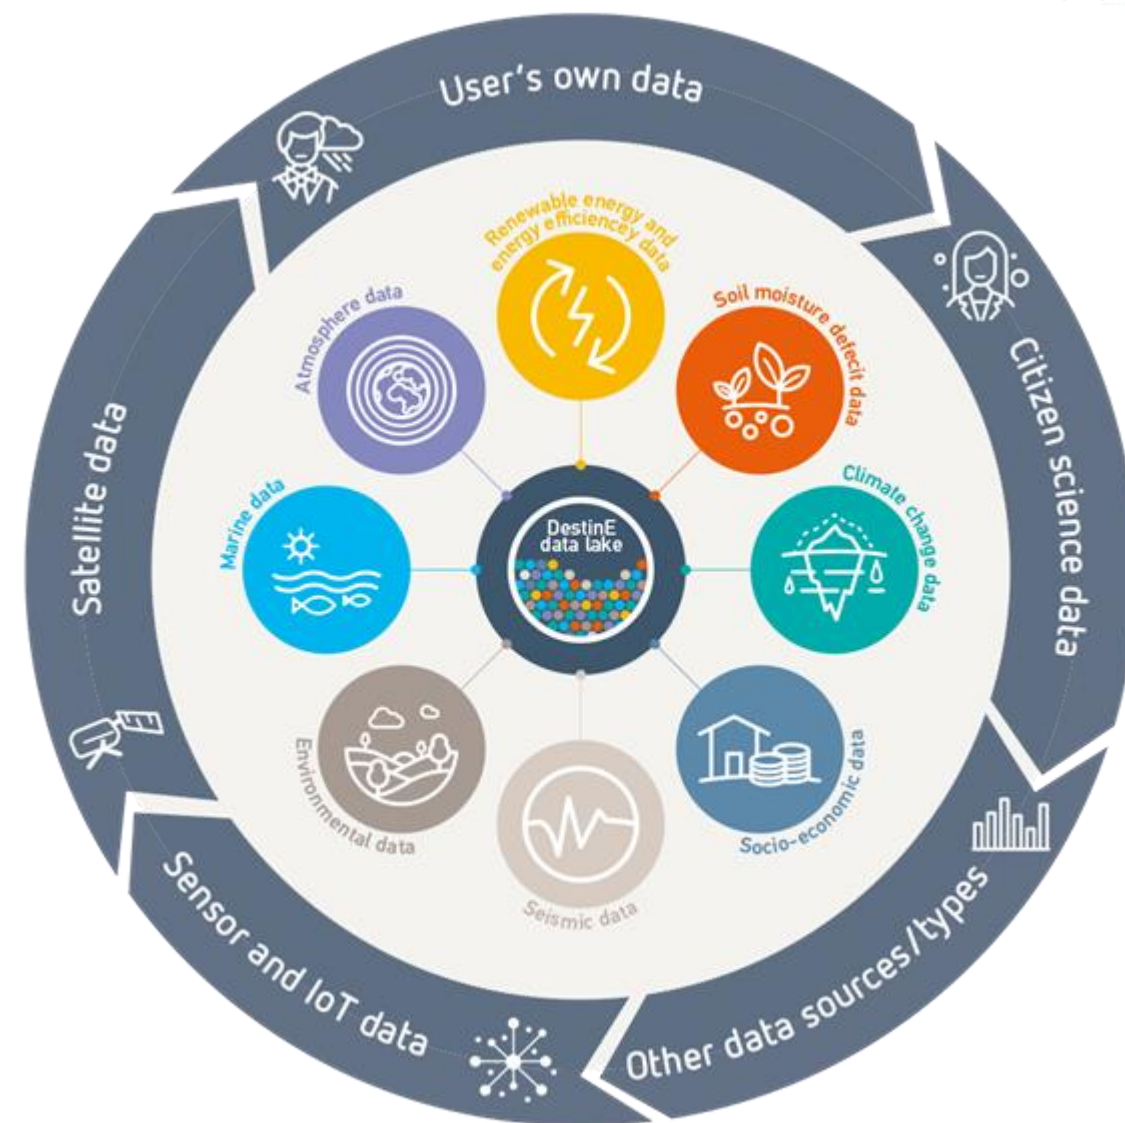 User's own data
Citizen science data
Other data sources/types
Sensor and IoT data
Satellite data
Renewable energy and
energy efficiencey data
Soil moisture defecit data
Climate change data
Socio-economic data
Seismic data
Environmental data
Marine data
Atmosphere data
DestinE
data lake